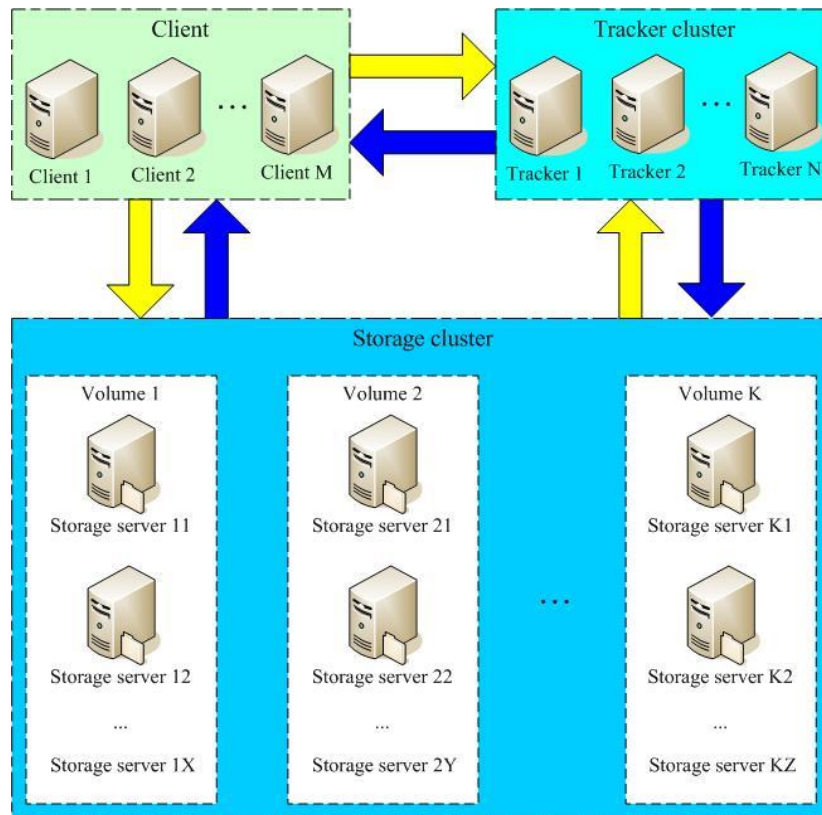 Client
Client 1
Client 2
...
Client M
Tracker cluster
Tracker 1
Tracker 2
...
Tracker N
Storage cluster
Volume 1
Storage server 11
Storage server 12
...
Storage server 1X
Volume 2
Storage server 21
Storage server 22
...
Storage server 2Y
...
Volume K
Storage server K1
Storage server K2
...
Storage server KZ